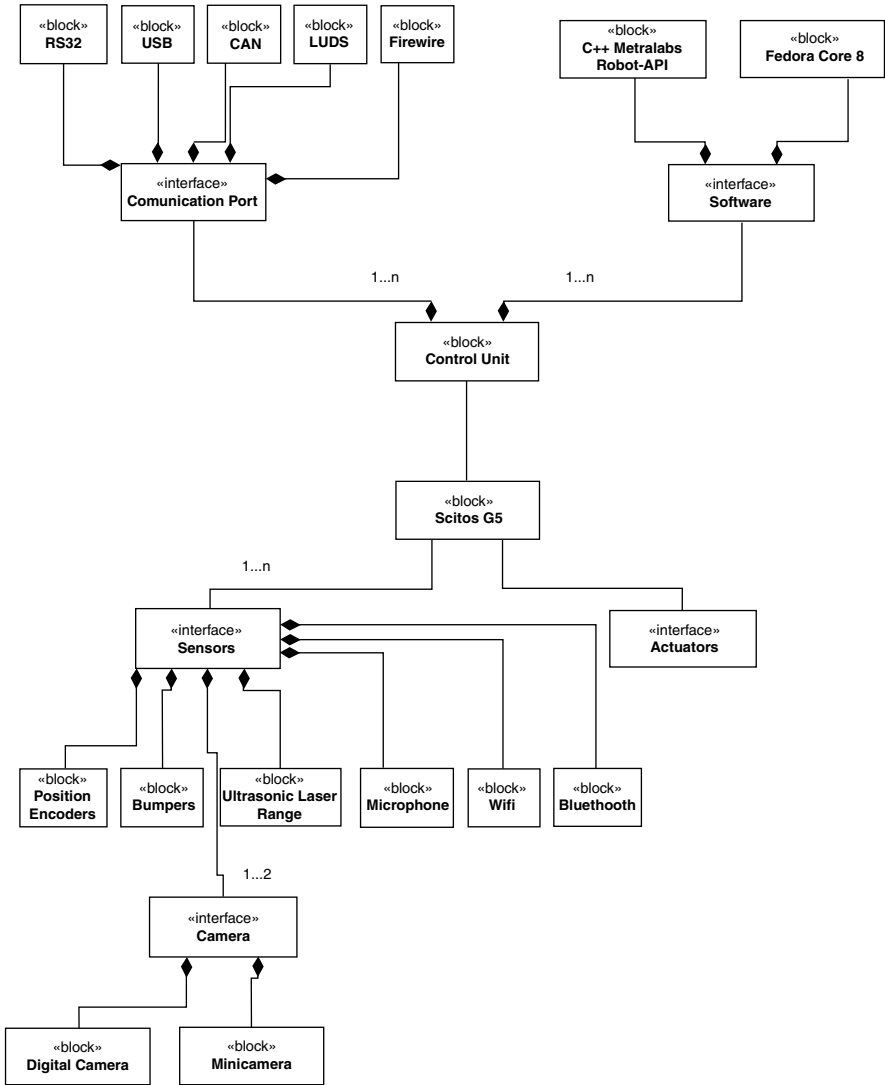 «block»
RS32
«block»
USB
«block»
CAN
«block»
LUDS
«block»
Firewire
«block»
C++ Metralabs
Robot-API
«block»
Fedora Core 8
«interface»
Comunication Port
«interface»
Software
1...n
1...n
«block»
Control Unit
«block»
Scitos G5
1...n
«interface»
Sensors
«interface»
Actuators
«block»
Position
Encoders
«block»
Bumpers
«block»
Ultrasonic Laser
Range
«block»
Microphone
«block»
Wifi
«block»
Bluethooth
1...2
«interface»
Camera
«block»
Digital Camera
«block»
Minicamera